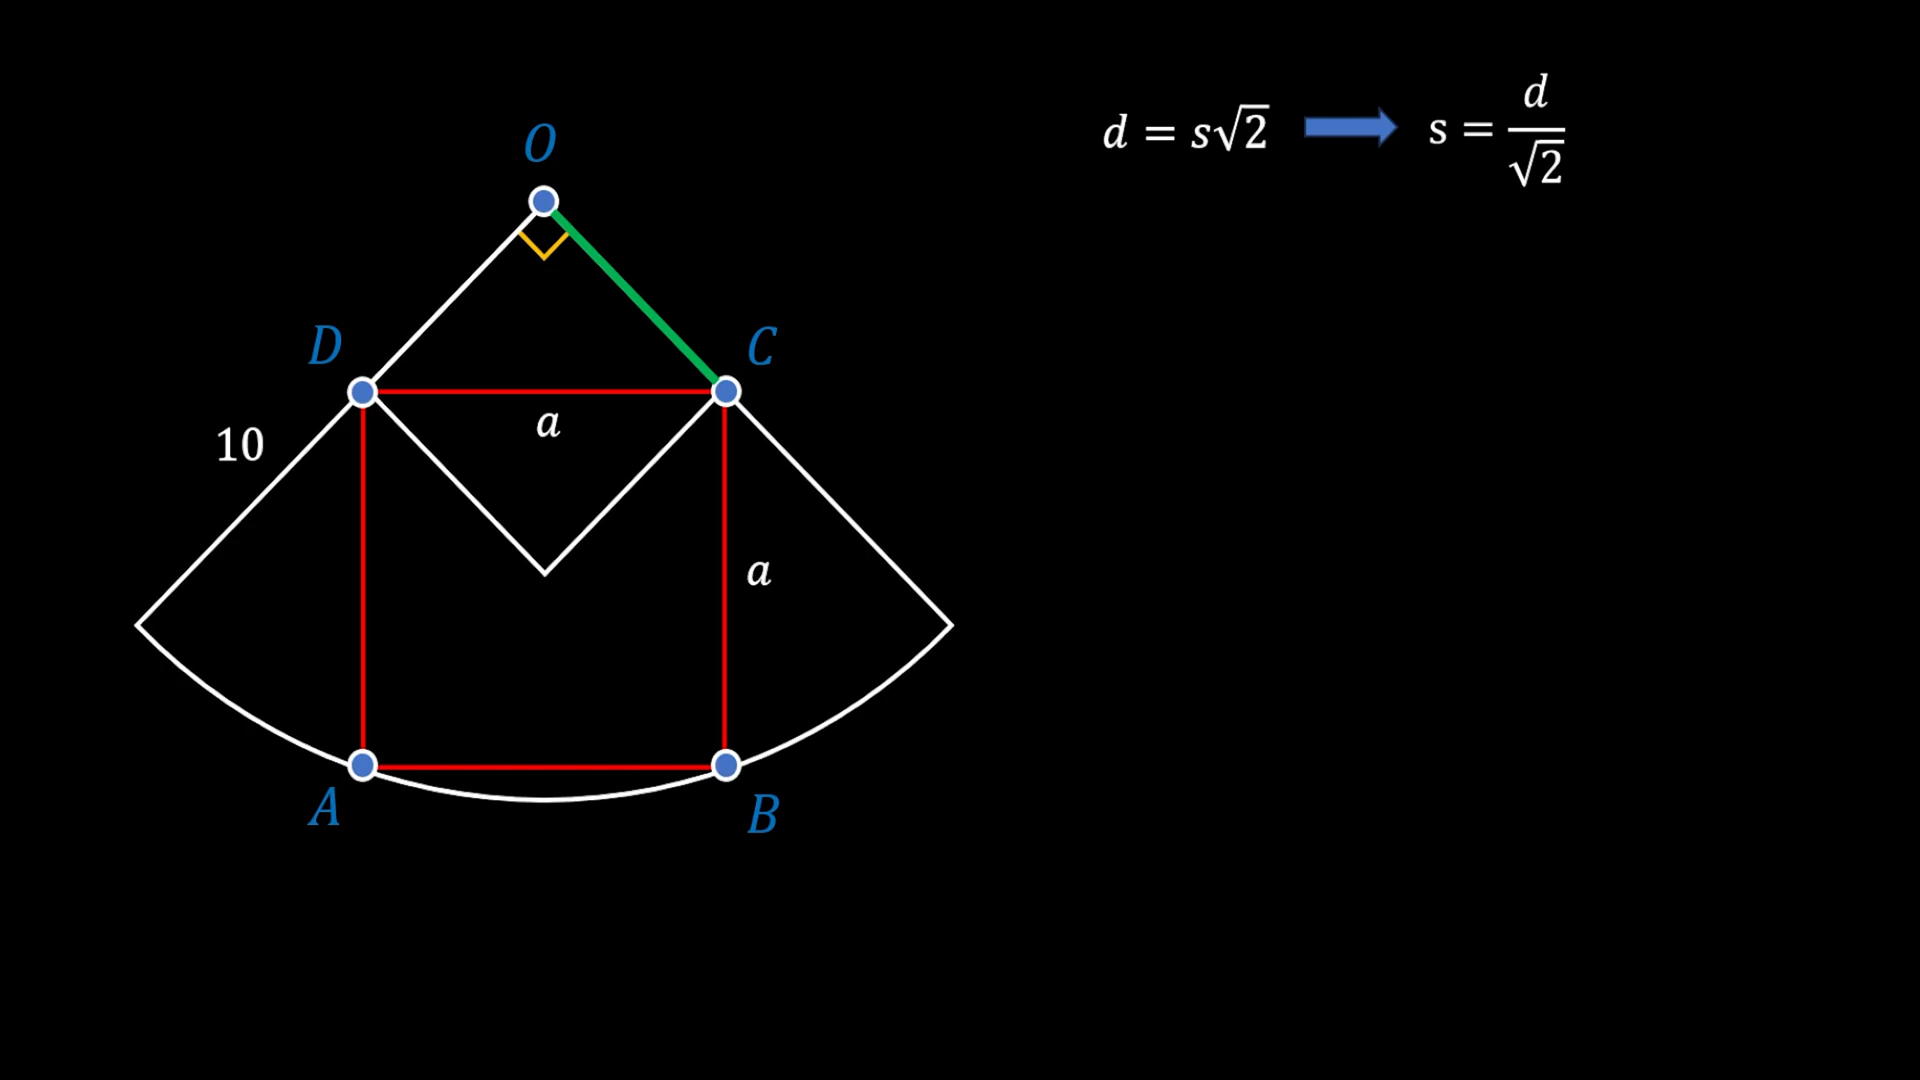 d = s√2 s = d/√2
O
D C
a
10
a
A B